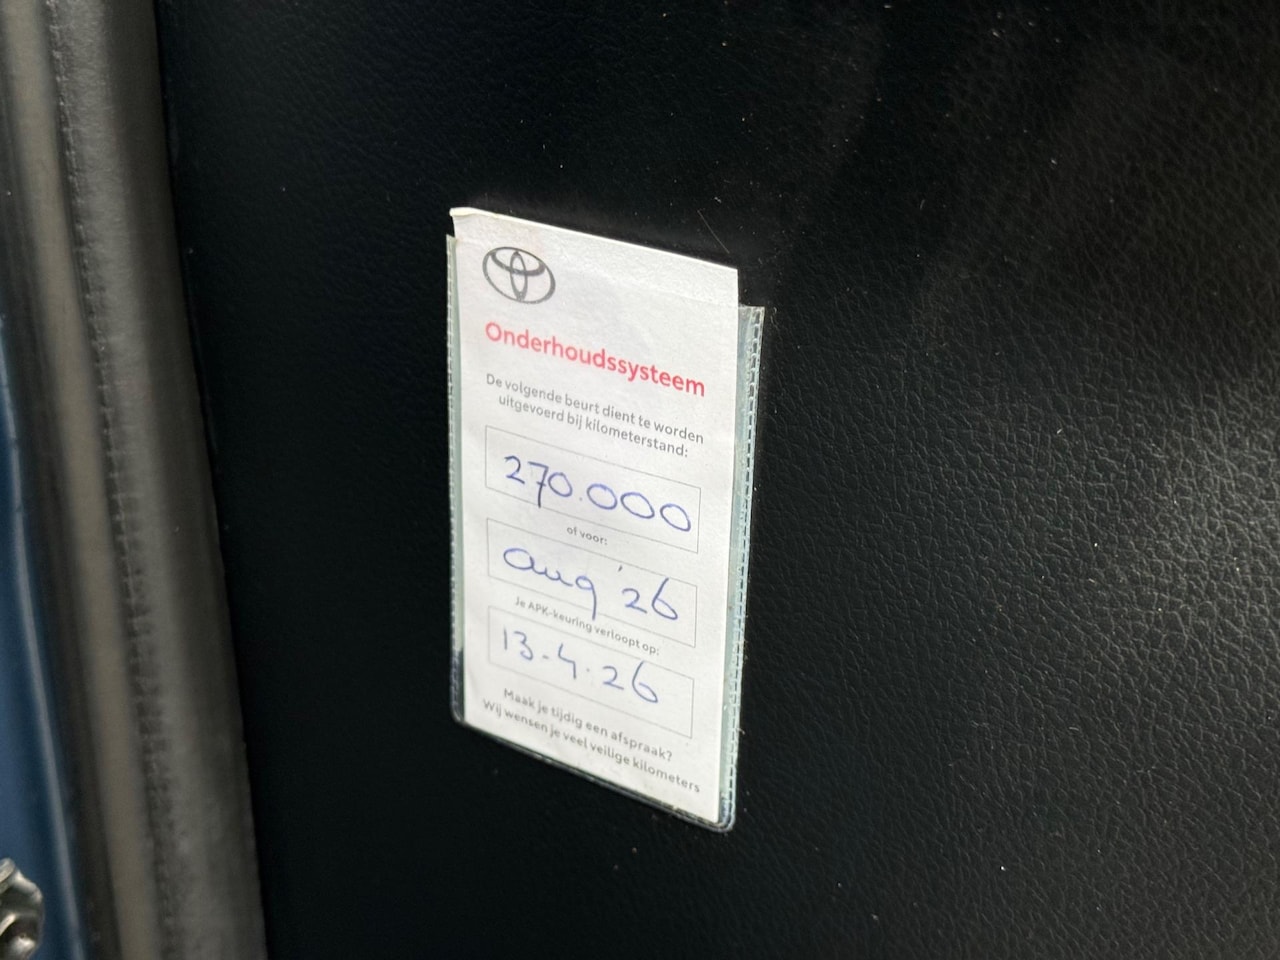 Onderhoudssysteem
De volgende beurt dient te worden
uitgevoerd bij kilometerstand:
270.000
of voor:
aug '26
Je APK-keuring verloopt op:
13-4-26
Maak je tijdig een afspraak?
Wij wensen je veel veilige kilometers